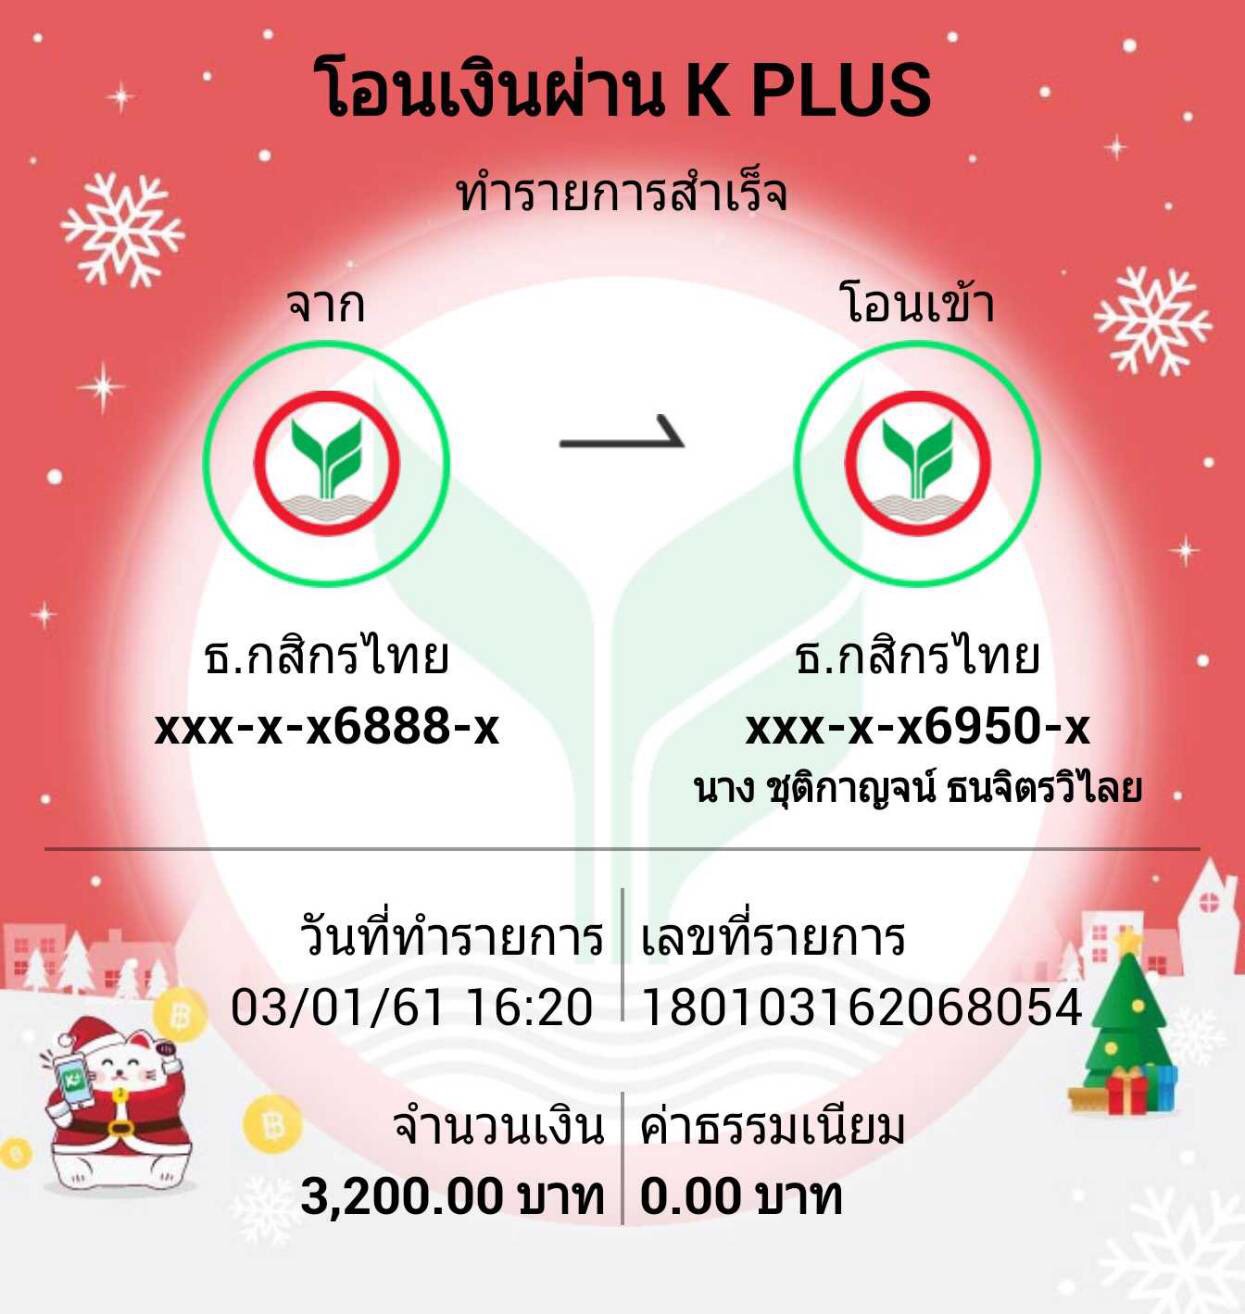 โอนเงินผ่าน K PLUS
ทำรายการสำเร็จ
จาก
โอนเข้า
ธ.กสิกรไทย
xxx-x-x6888-x
ธ.กสิกรไทย
xxx-x-x6950-x
นาง ชุติกาญจน์ ธนจิตรวิไลย
วันที่ทำรายการ
03/01/61 16:20
เลขที่รายการ
180103162068054
จำนวนเงิน
3,200.00 บาท
ค่าธรรมเนียม
0.00 บาท
K+